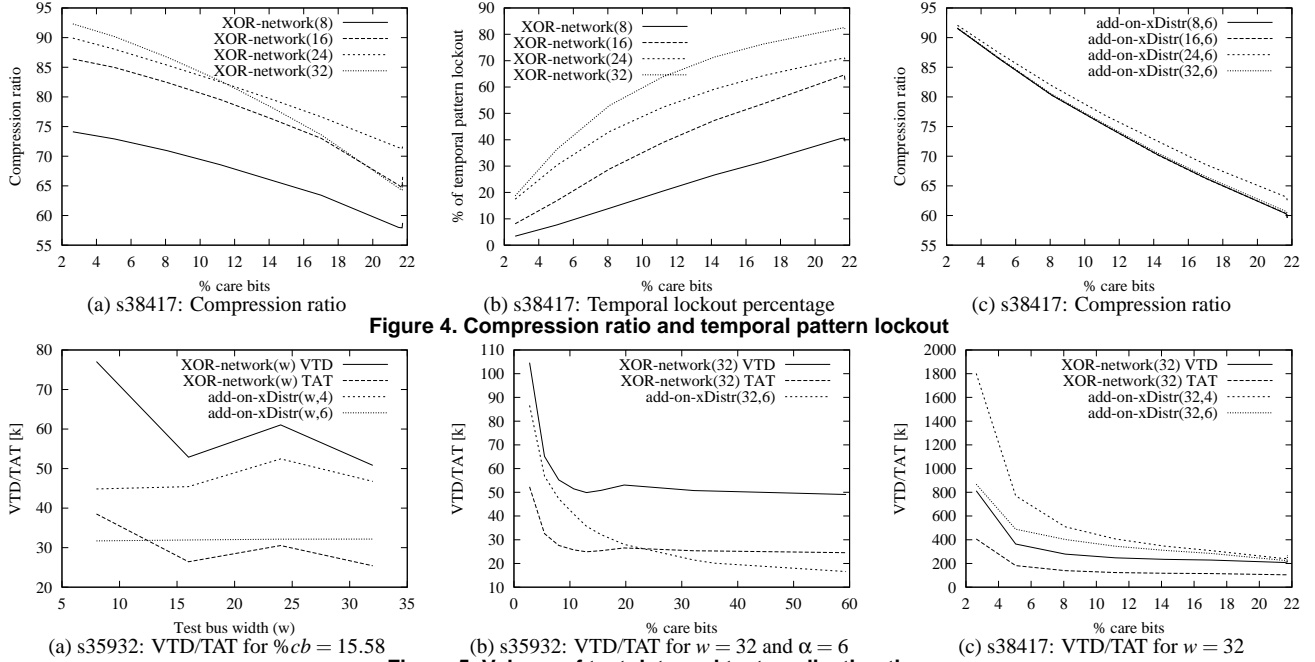 Compression ratio
95
90
85
80
75
70
65
60
55
XOR-network(8)
XOR-network(16)
XOR-network(24)
XOR-network(32)
2 4 6 8 10 12 14 16 18 20 22
% care bits
(a) s38417: Compression ratio
% of temporal pattern lockout
90
80
70
60
50
40
30
20
10
0
XOR-network(8)
XOR-network(16)
XOR-network(24)
XOR-network(32)
2 4 6 8 10 12 14 16 18 20 22
% care bits
(b) s38417: Temporal lockout percentage
Compression ratio
95
90
85
80
75
70
65
60
55
add-on-xDistr(8,6)
add-on-xDistr(16,6)
add-on-xDistr(24,6)
add-on-xDistr(32,6)
2 4 6 8 10 12 14 16 18 20 22
% care bits
(c) s38417: Compression ratio
Figure 4. Compression ratio and temporal pattern lockout
VTD/TAT [k]
80
70
60
50
40
30
20
XOR-network(w) VTD
XOR-network(w) TAT
add-on-xDistr(w,4)
add-on-xDistr(w,6)
5 10 15 20 25 30 35
Test bus width (w)
(a) s35932: VTD/TAT for %cb = 15.58
VTD/TAT [k]
110
100
90
80
70
60
50
40
30
20
10
XOR-network(32) VTD
XOR-network(32) TAT
add-on-xDistr(32,6)
0 10 20 30 40 50 60
% care bits
(b) s35932: VTD/TAT for w = 32 and α = 6
VTD/TAT [k]
2000
1800
1600
1400
1200
1000
800
600
400
200
0
XOR-network(32) VTD
XOR-network(32) TAT
add-on-xDistr(32,4)
add-on-xDistr(32,6)
2 4 6 8 10 12 14 16 18 20 22
% care bits
(c) s38417: VTD/TAT for w = 32